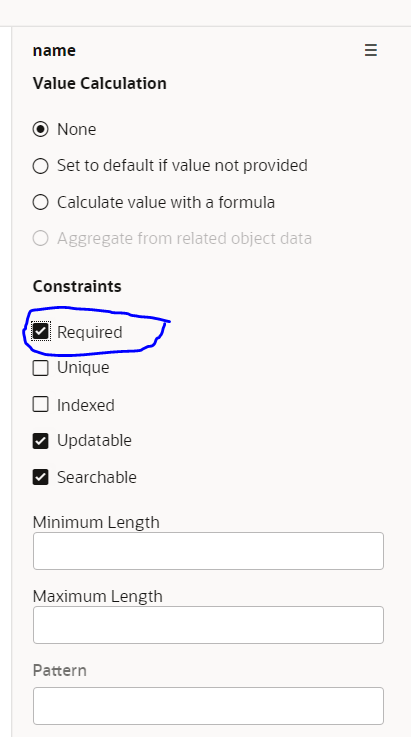 name
Value Calculation
None
Set to default if value not provided
Calculate value with a formula
Aggregate from related object data
Constraints
Required
Unique
Indexed
Updatable
Searchable
Minimum Length
Maximum Length
Pattern